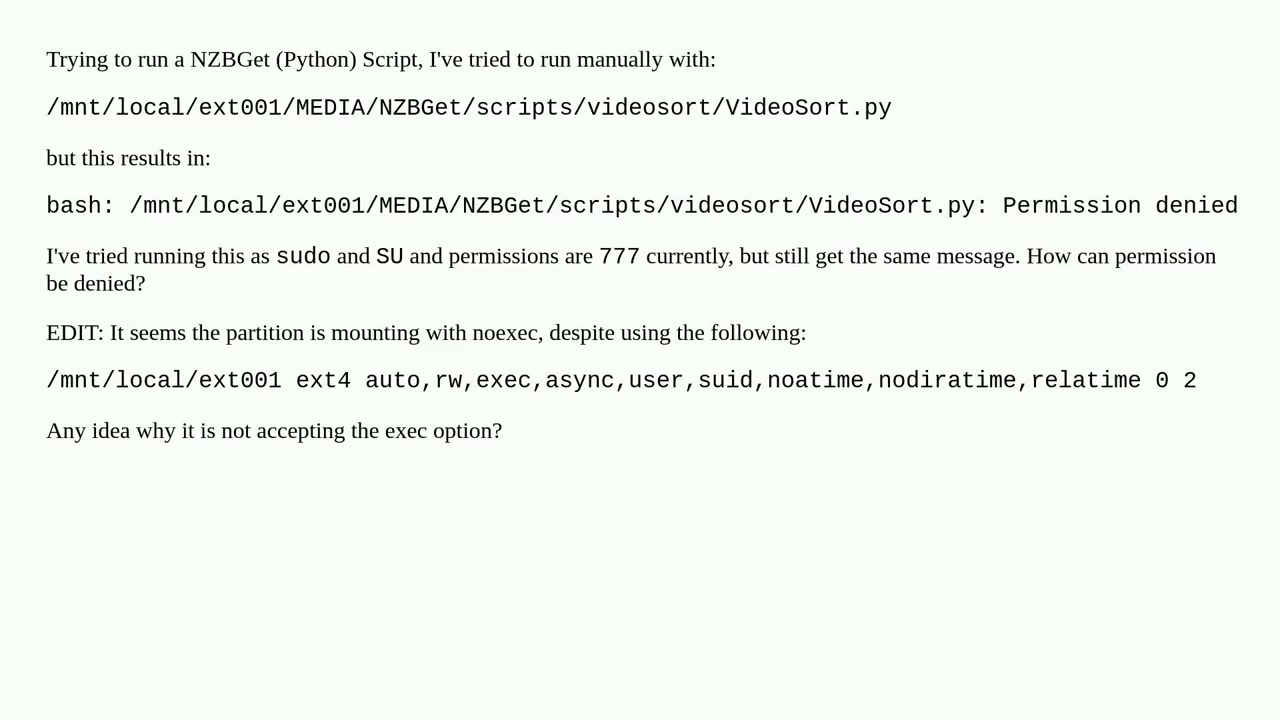 Trying to run a NZBGet (Python) Script, I've tried to run manually with:
/mnt/local/ext001/MEDIA/NZBGet/scripts/videosort/VideoSort.py
but this results in:
bash: /mnt/local/ext001/MEDIA/NZBGet/scripts/videosort/VideoSort.py: Permission denied
I've tried running this as sudo and SU and permissions are 777 currently, but still get the same message. How can permission
be denied?
EDIT: It seems the partition is mounting with noexec, despite using the following:
/mnt/local/ext001 ext4 auto,rw,exec,async,user,suid,noatime,nodiratime,relatime 0 2
Any idea why it is not accepting the exec option?